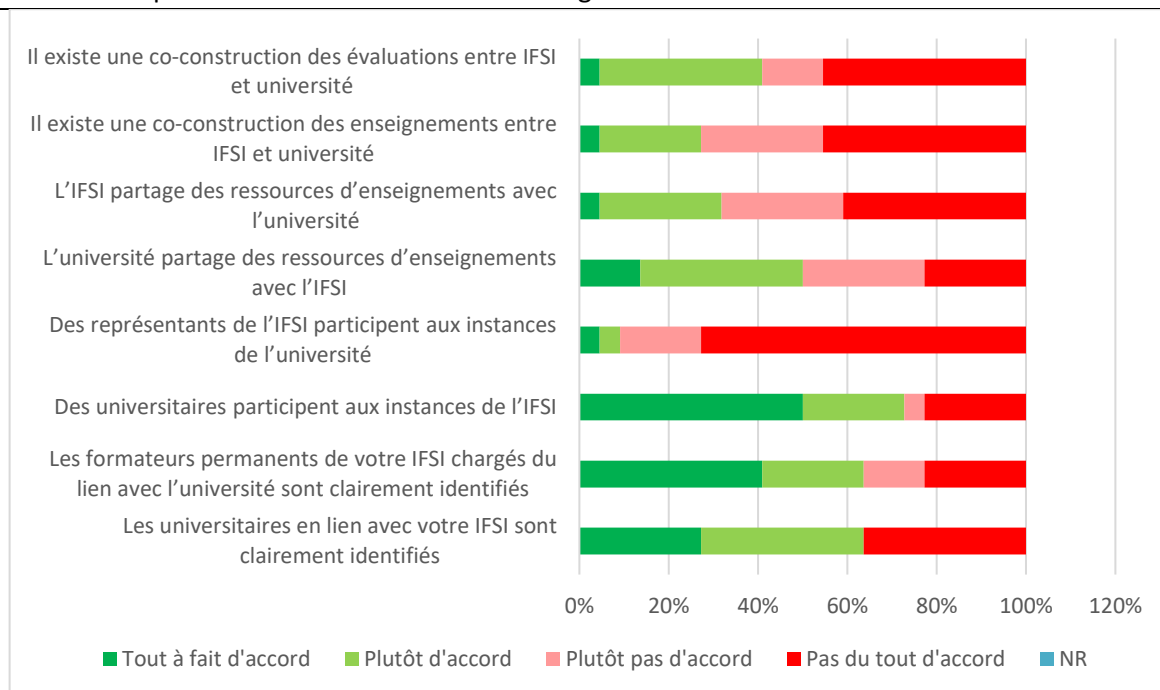 Il existe une co-construction des évaluations entre IFSI
et université
Il existe une co-construction des enseignements entre
IFSI et université
L’IFSI partage des ressources d’enseignements avec
l’université
L’université partage des ressources d’enseignements
avec l’IFSI
Des représentants de l’IFSI participent aux instances
de l’université
Des universitaires participent aux instances de l’IFSI
Les formateurs permanents de votre IFSI chargés du
lien avec l’université sont clairement identifiés
Les universitaires en lien avec votre IFSI sont
clairement identifiés
0% 20% 40% 60% 80% 100% 120%
Tout à fait d'accord Plutôt d'accord Plutôt pas d'accord Pas du tout d'accord NR